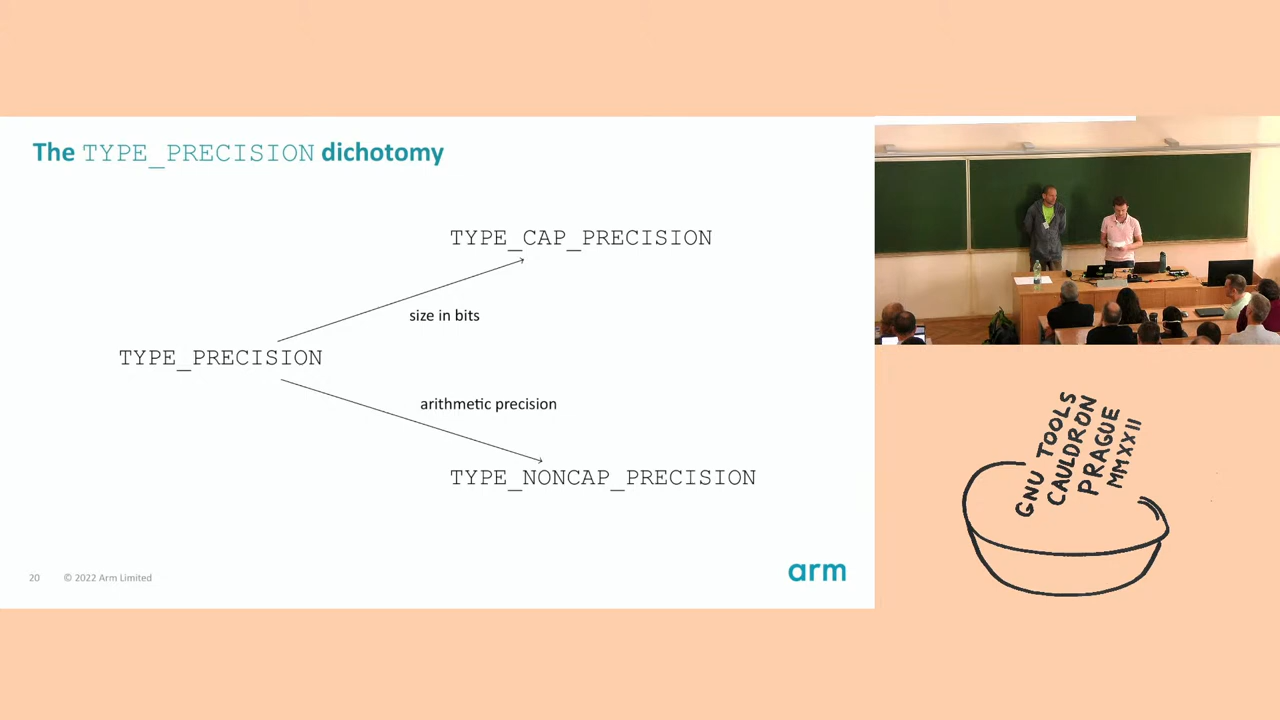 The TYPE_PRECISION dichotomy
TYPE_CAP_PRECISION
size in bits
TYPE_PRECISION
arithmetic precision
TYPE_NONCAP_PRECISION
20 © 2022 Arm Limited
arm
GNU TOOLS
CAULDRON
PRAGUE
MMXXII